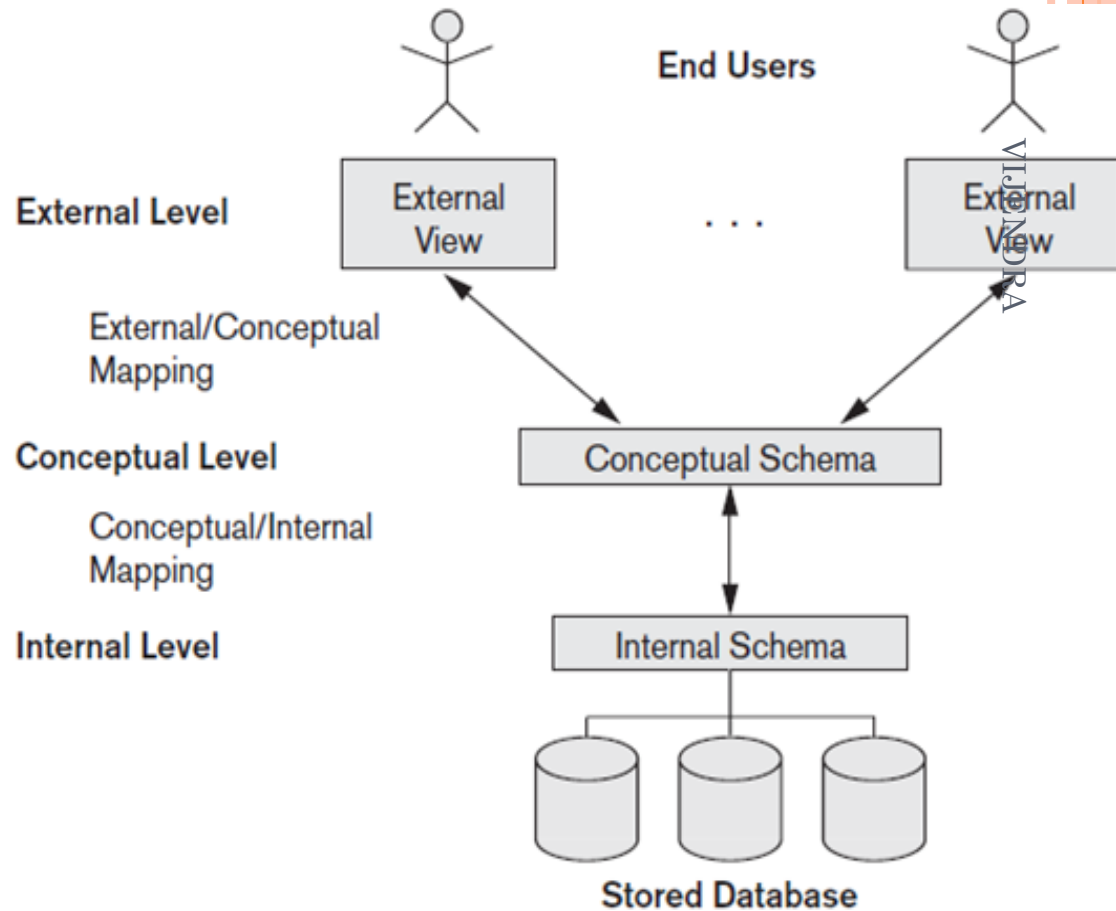 End Users
External Level
External
View
. . .
External
View
VIJENDRA
External/Conceptual
Mapping
Conceptual Level
Conceptual Schema
Conceptual/Internal
Mapping
Internal Level
Internal Schema
Stored Database